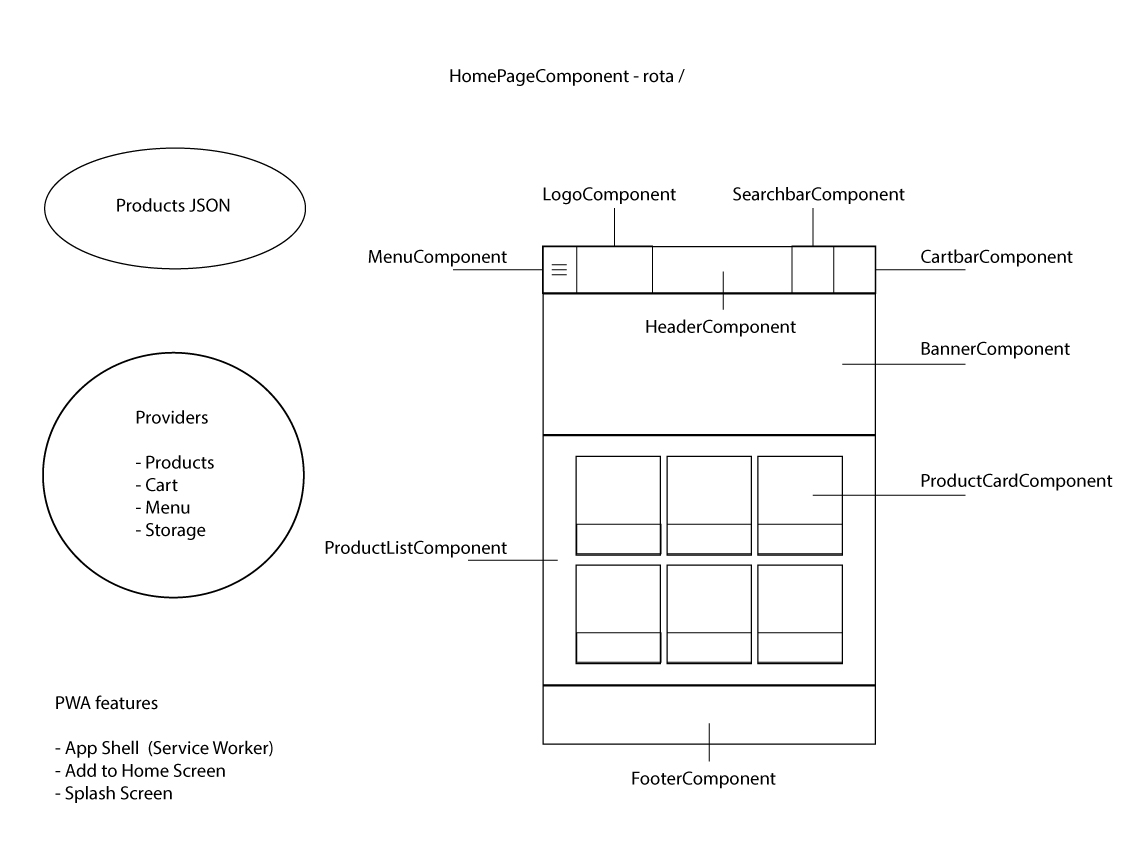 HomePageComponent - rota /
Products JSON
LogoComponent
SearchbarComponent
MenuComponent
CartbarComponent
HeaderComponent
BannerComponent
Providers
- Products
- Cart
- Menu
- Storage
ProductCardComponent
ProductListComponent
PWA features
- App Shell  (Service Worker)
- Add to Home Screen
- Splash Screen
FooterComponent